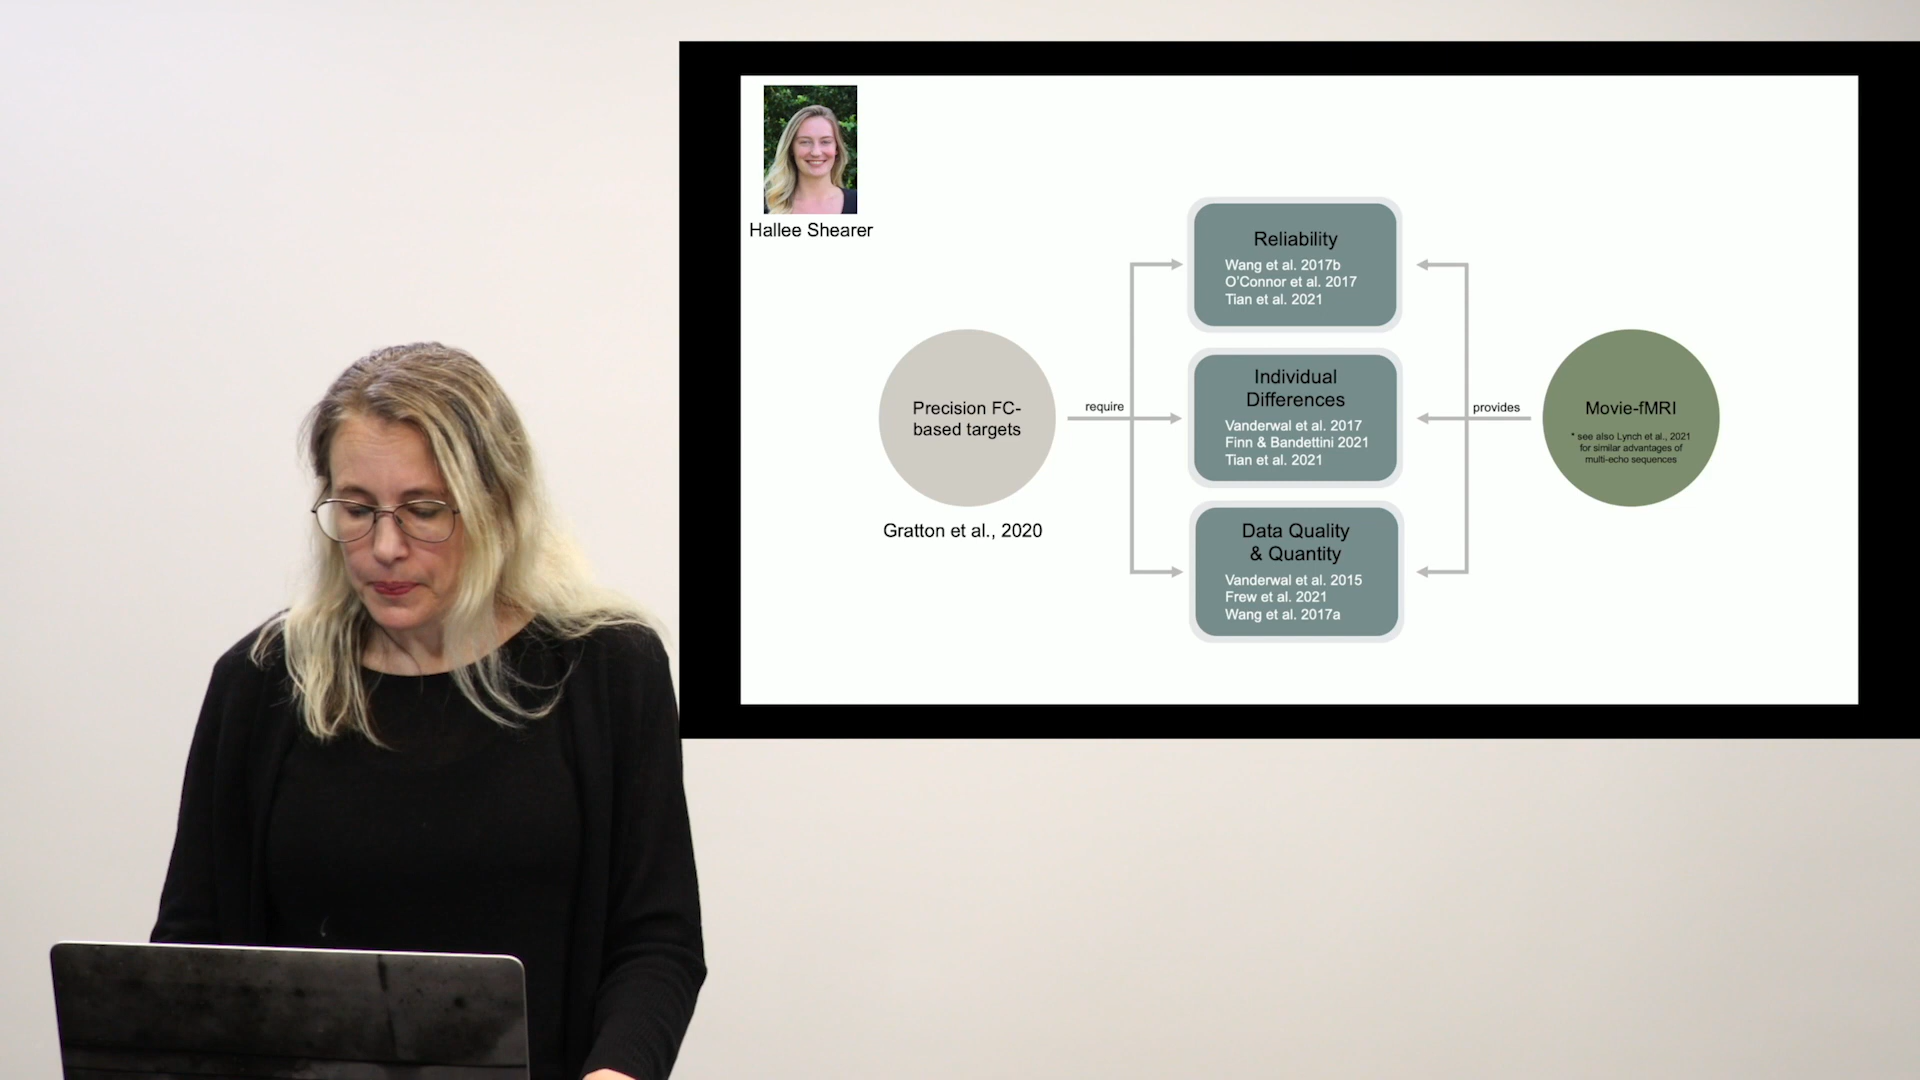 Hallee Shearer
Precision FC-
based targets
Gratton et al., 2020
require
Reliability
Wang et al. 2017b
O'Connor et al. 2017
Tian et al. 2021
Individual
Differences
Vanderwal et al. 2017
Finn & Bandettini 2021
Tian et al. 2021
Data Quality
& Quantity
Vanderwal et al. 2015
Frew et al. 2021
Wang et al. 2017a
provides
Movie-fMRI
* see also Lynch et al., 2021
for similar advantages of
multi-echo sequences